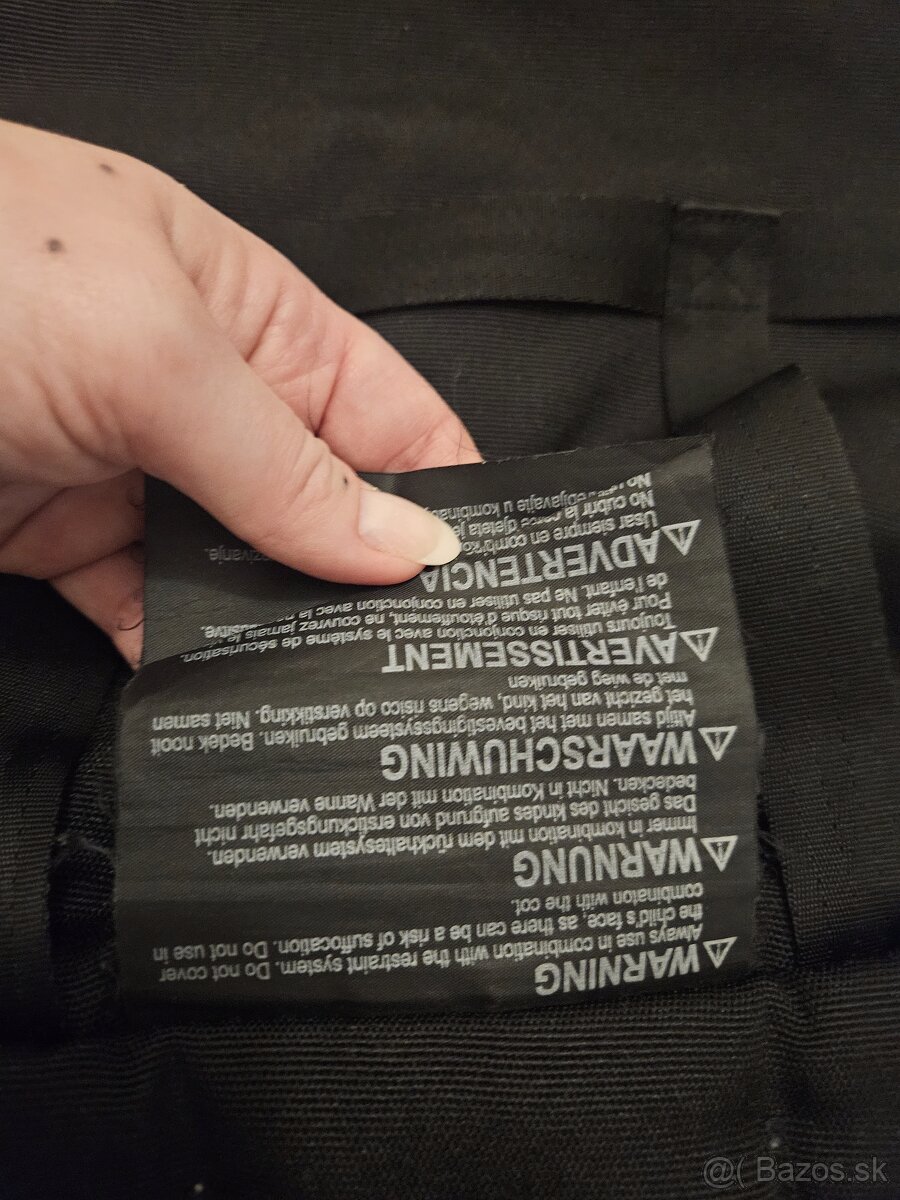 WARNING
Always use in combination with the restraint system. Do not cover
the child's face, as there can be a risk of suffocation. Do not use in
combination with the cot.
WARNUNG
Immer in kombination mit dem rückhaltesystem verwenden.
Das gesicht des kindes aufgrund von erstickungsgefahr nicht
bedecken. Nicht in Kombination mit der Wanne verwenden.
WAARSCHUWING
Altijd samen met het bevestigingssysteem gebruiken. Bedek nooit
het gezicht van het kind, wegens risico op verstikking. Niet samen
met de wieg gebruiken
AVERTISSEMENT
Toujours utiliser en conjonction avec le système de sécurisation.
Pour éviter tout risque d'étouffement, ne couvrez jamais le
de l'enfant. Ne pas utiliser en conjonction avec la
ADVERTENCIA
Usar siempre en
No cubrir la
djeteta
u
@( Bazos.sk